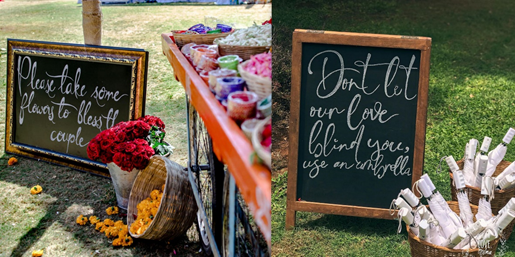 Please take some
flowers to bless the
couple
Don't let
our love
blind you,
use an umbrella